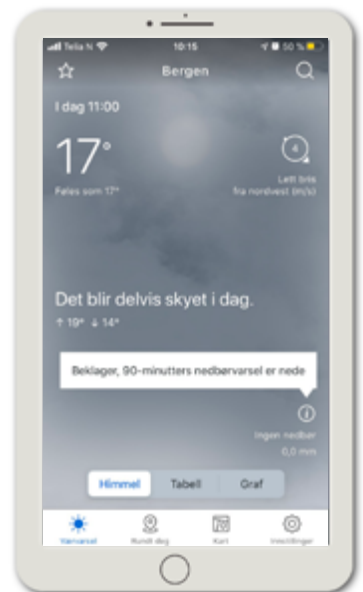 Telia N
10:15
50 %
Bergen
I dag 11:00
17°
4
Føles som 17°
Lett bris
fra nordvest (m/s)
Det blir delvis skyet i dag.
↑ 19° ↓ 14°
Beklager, 90-minutters nedbørvarsel er nede
Ingen nedbør
0,0 mm
Himmel
Tabell
Graf
Værvarsel
Rundt deg
Kart
Innstillinger